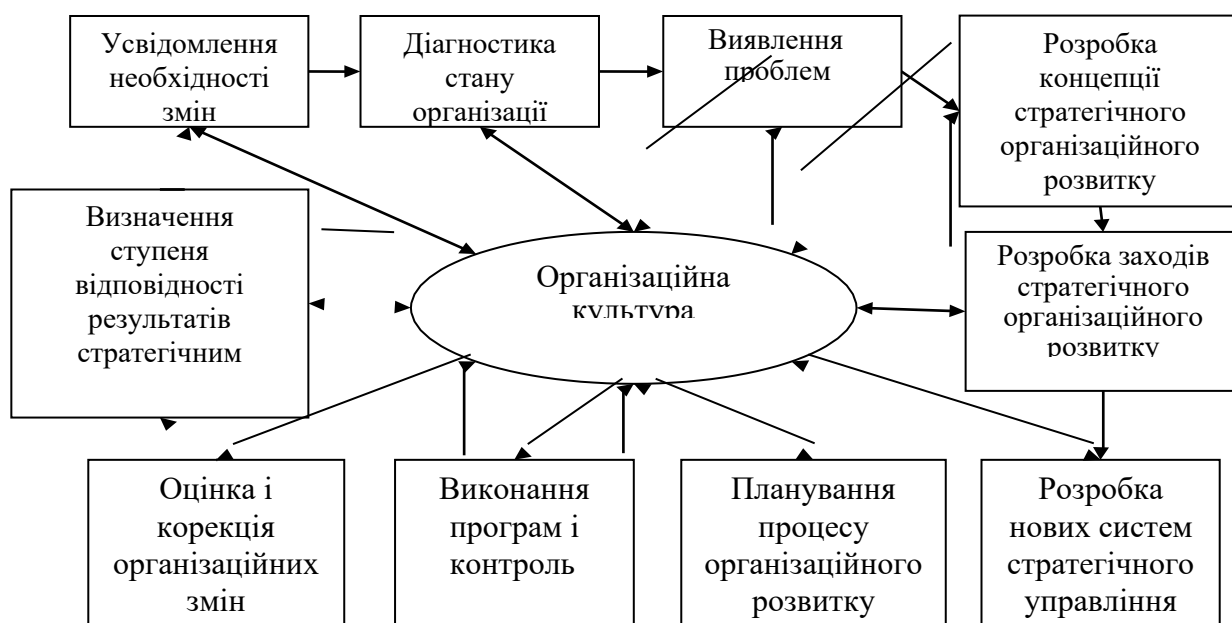 Усвідомлення
необхідності
змін
Діагностика
стану
організації
Виявлення
проблем
Розробка
концепції
стратегічного
організаційного
розвитку
Визначення
ступеня
відповідності
результатів
стратегічним
Організаційна
культура
Розробка заходів
стратегічного
організаційного
розвитку
Оцінка і
корекція
організаційних
змін
Виконання
програм і
контроль
Планування
процесу
організаційного
розвитку
Розробка
нових систем
стратегічного
управління